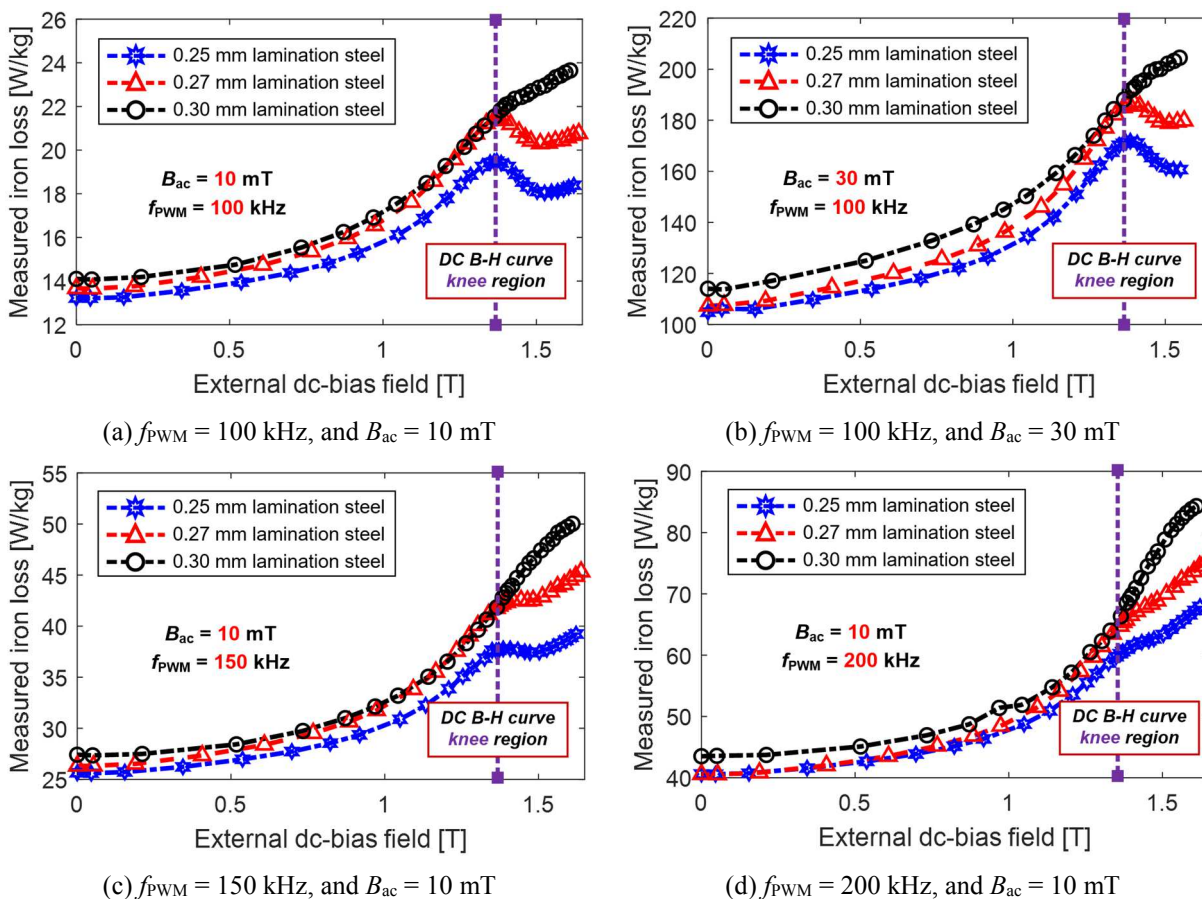 Measured iron loss [W/kg]
26
24
22
20
18
16
14
12
0.25 mm lamination steel
0.27 mm lamination steel
0.30 mm lamination steel
Bac = 10 mT
fPWM = 100 kHz
DC B-H curve
knee region
0
0.5
1
1.5
External dc-bias field [T]
(a) fPWM = 100 kHz, and Bac = 10 mT
Measured iron loss [W/kg]
220
200
180
160
140
120
100
0.25 mm lamination steel
0.27 mm lamination steel
0.30 mm lamination steel
Bac = 30 mT
fPWM = 100 kHz
DC B-H curve
knee region
0
0.5
1
1.5
External dc-bias field [T]
(b) fPWM = 100 kHz, and Bac = 30 mT
Measured iron loss [W/kg]
55
50
45
40
35
30
25
0.25 mm lamination steel
0.27 mm lamination steel
0.30 mm lamination steel
Bac = 10 mT
fPWM = 150 kHz
DC B-H curve
knee region
0
0.5
1
1.5
External dc-bias field [T]
(c) fPWM = 150 kHz, and Bac = 10 mT
Measured iron loss [W/kg]
90
80
70
60
50
40
0.25 mm lamination steel
0.27 mm lamination steel
0.30 mm lamination steel
Bac = 10 mT
fPWM = 200 kHz
DC B-H curve
knee region
0
0.5
1
1.5
External dc-bias field [T]
(d) fPWM = 200 kHz, and Bac = 10 mT